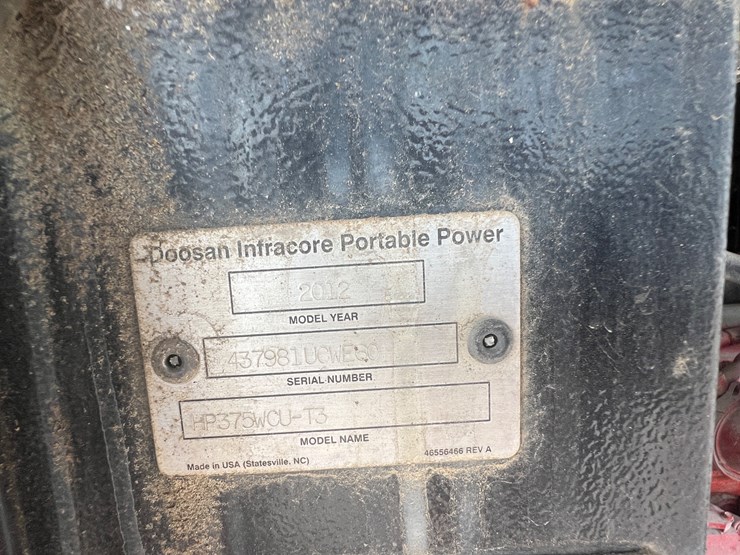 Doosan Infracore Portable Power
2012
MODEL YEAR
SERIAL NUMBER
HP375WCU-T3
MODEL NAME
Made in USA (Statesville, NC)
46556466 REV A